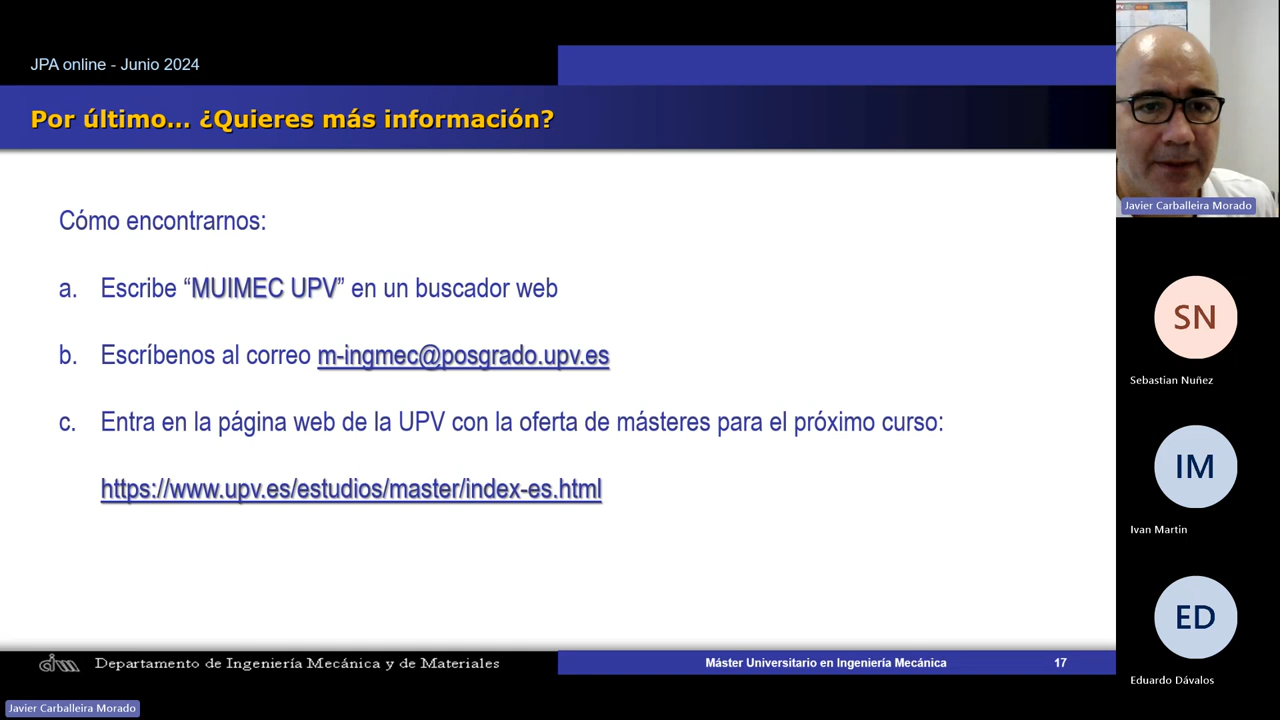 JPA online - Junio 2024
Por último... ¿Quieres más información?
Cómo encontrarnos:
a. Escribe “MUIMEC UPV” en un buscador web
b. Escríbenos al correo m-ingmec@posgrado.upv.es
c. Entra en la página web de la UPV con la oferta de másteres para el próximo curso:
https://www.upv.es/estudios/master/index-es.html
dim Departamento de Ingeniería Mecánica y de Materiales
Máster Universitario en Ingeniería Mecánica 17
Javier Carballeira Morado
Javier Carballeira Morado
SN
Sebastian Nuñez
IM
Ivan Martin
ED
Eduardo Dávalos